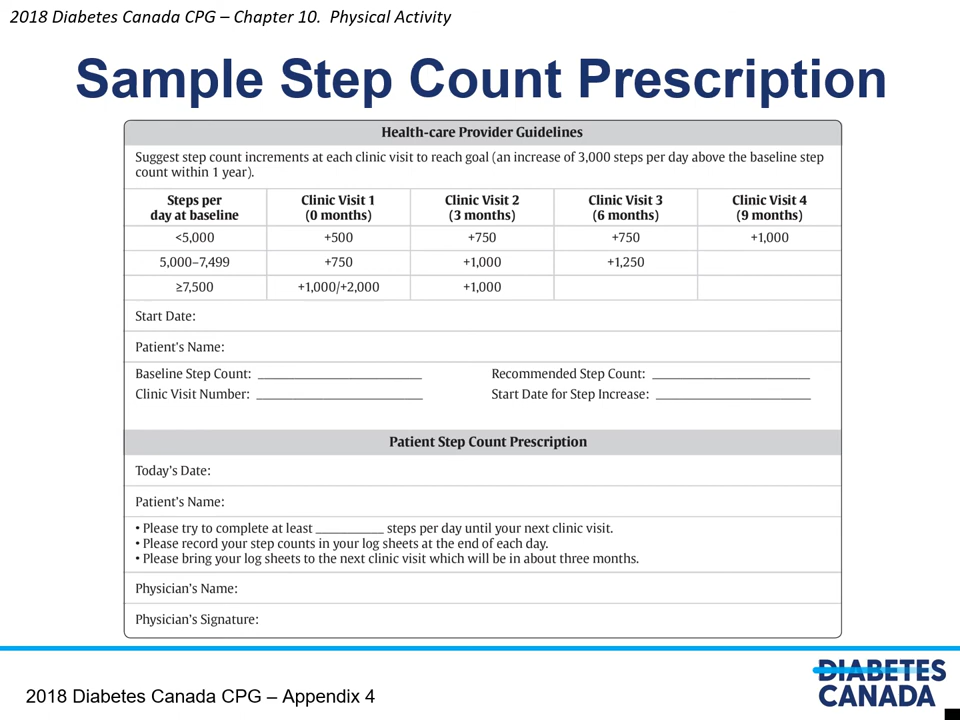 2018 Diabetes Canada CPG – Chapter 10.  Physical Activity
Sample Step Count Prescription
Health-care Provider Guidelines
Suggest step count increments at each clinic visit to reach goal (an increase of 3,000 steps per day above the baseline step
count within 1 year).
Steps per day at baseline | Clinic Visit 1 (0 months) | Clinic Visit 2 (3 months) | Clinic Visit 3 (6 months) | Clinic Visit 4 (9 months)
<5,000 | +500 | +750 | +750 | +1,000
5,000–7,499 | +750 | +1,000 | +1,250
≥7,500 | +1,000/+2,000 | +1,000
Start Date:
Patient's Name:
Baseline Step Count: ________________________ Recommended Step Count: ________________________
Clinic Visit Number: ________________________ Start Date for Step Increase: ________________________
Patient Step Count Prescription
Today's Date:
Patient's Name:
• Please try to complete at least __________ steps per day until your next clinic visit.
• Please record your step counts in your log sheets at the end of each day.
• Please bring your log sheets to the next clinic visit which will be in about three months.
Physician's Name:
Physician's Signature:
2018 Diabetes Canada CPG – Appendix 4
DIABETES
CANADA